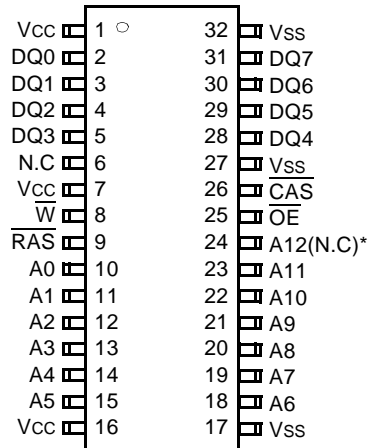 VCC 1 32 VSS
DQ0 2 31 DQ7
DQ1 3 30 DQ6
DQ2 4 29 DQ5
DQ3 5 28 DQ4
N.C 6 27 VSS
VCC 7 26 C̅A̅S̅
W̅ 8 25 O̅E̅
R̅A̅S̅ 9 24 A12(N.C)*
A0 10 23 A11
A1 11 22 A10
A2 12 21 A9
A3 13 20 A8
A4 14 19 A7
A5 15 18 A6
VCC 16 17 VSS